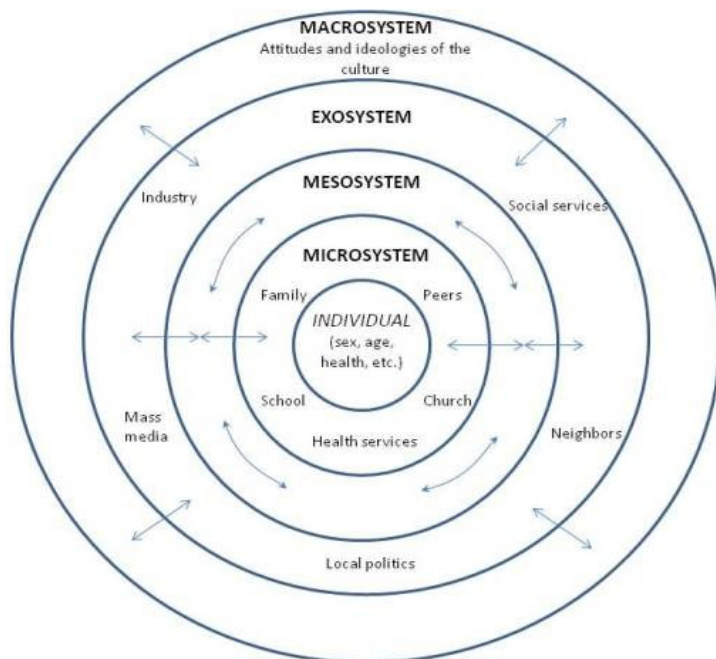 MACROSYSTEM
Attitudes and ideologies of the
culture
EXOSYSTEM
MESOSYSTEM
Industry
Social services
MICROSYSTEM
Family
Peers
INDIVIDUAL
(sex, age,
health, etc.)
School
Church
Mass
media
Health services
Neighbors
Local politics